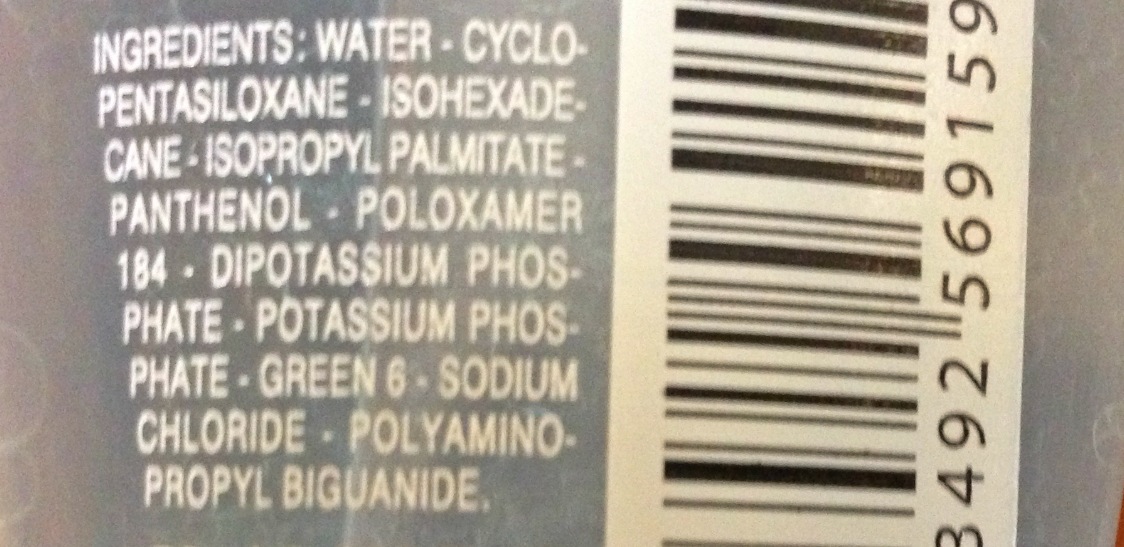 INGREDIENTS: WATER - CYCLO-
PENTASILOXANE - ISOHEXADE-
CANE - ISOPROPYL PALMITATE -
PANTHENOL - POLOXAMER
184 - DIPOTASSIUM PHOS-
PHATE - POTASSIUM PHOS-
PHATE - GREEN 6 - SODIUM
CHLORIDE - POLYAMINO-
PROPYL BIGUANIDE.
3492 569159